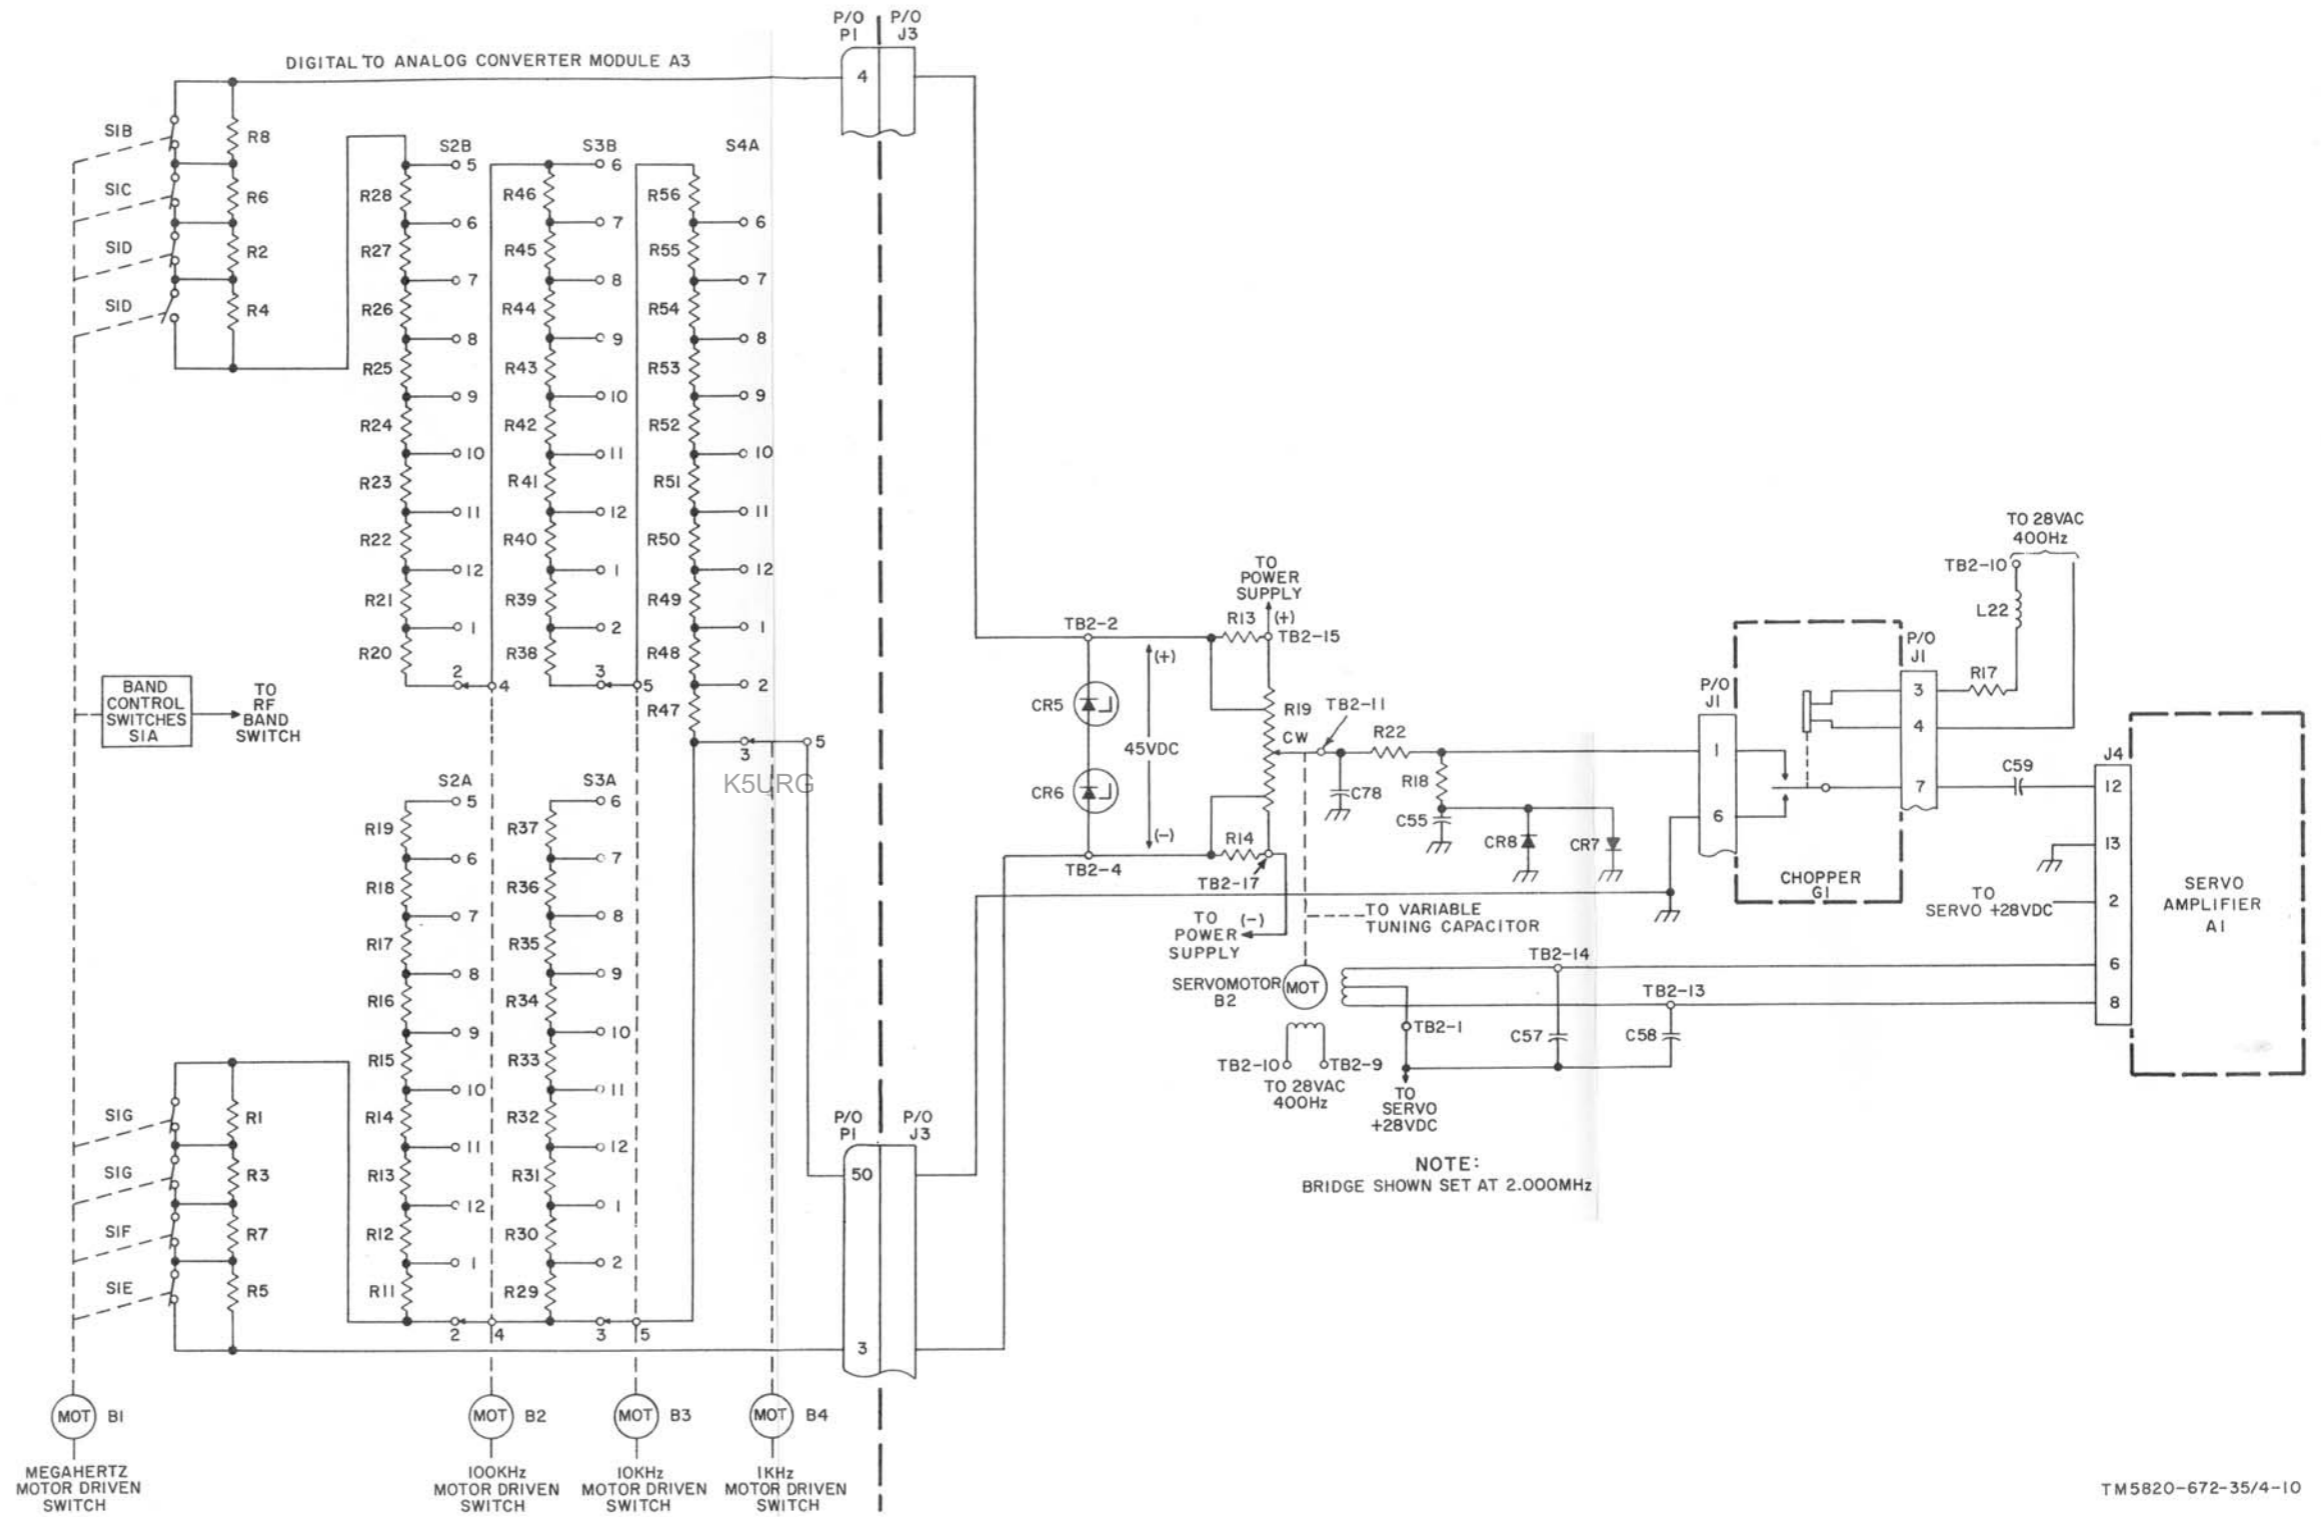 P/O P/O
P1 J3
DIGITAL TO ANALOG CONVERTER MODULE A3
4
S1B
R8
S1C
R6
S1D
R2
S1D
R4
S2B
5
R28
6
R27
7
R26
8
R25
9
R24
10
R23
11
R22
12
R21
1
R20
2
4
S3B
6
R46
7
R45
8
R44
9
R43
10
R42
11
R41
12
R40
1
R39
2
R38
3
5
S4A
R56
6
R55
7
R54
8
R53
9
R52
10
R51
11
R50
12
R49
1
R48
2
R47
3
5
K5URG
BAND
CONTROL
SWITCHES
S1A
TO
RF
BAND
SWITCH
S2A
5
R19
6
R18
7
R17
8
R16
9
R15
10
R14
11
R13
12
R12
1
R11
2
4
S3A
6
R37
7
R36
8
R35
9
R34
10
R33
11
R32
12
R31
1
R30
2
R29
3
5
S1G
R1
S1G
R3
S1F
R7
S1E
R5
P/O P/O
P1 J3
50
3
MOT B1
MEGAHERTZ
MOTOR DRIVEN
SWITCH
MOT B2
100KHz
MOTOR DRIVEN
SWITCH
MOT B3
10KHz
MOTOR DRIVEN
SWITCH
MOT B4
1KHz
MOTOR DRIVEN
SWITCH
TB2-2
CR5
CR6
TB2-4
(+)
45VDC
(-)
TO
POWER
SUPPLY
R13 (+)
TB2-15
R19
CW
TB2-11
R14
TB2-17
TO (-)
POWER
SUPPLY
R22
C78
R18
C55
CR8
CR7
TO VARIABLE
TUNING CAPACITOR
SERVOMOTOR
B2
MOT
TB2-10
TB2-9
TO 28VAC
400Hz
TB2-1
TO
SERVO
+28VDC
TB2-14
TB2-13
C57
C58
NOTE:
BRIDGE SHOWN SET AT 2.000MHz
P/O
J1
1
6
CHOPPER
G1
P/O
J1
3
4
7
R17
L22
TB2-10
TO 28VAC
400Hz
C59
J4
12
13
2
6
8
TO
SERVO +28VDC
SERVO
AMPLIFIER
A1
TM5820-672-35/4-10